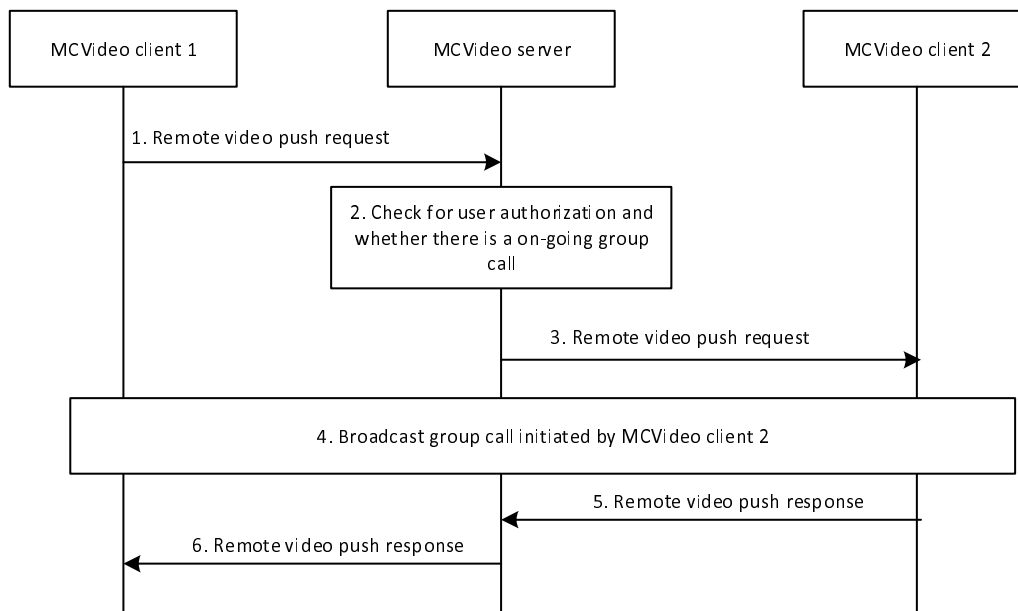 MCVideo client 1
MCVideo server
MCVideo client 2
1. Remote video push request
2. Check for user authorization and
whether there is a on-going group
call
3. Remote video push request
4. Broadcast group call initiated by MCVideo client 2
5. Remote video push response
6. Remote video push response